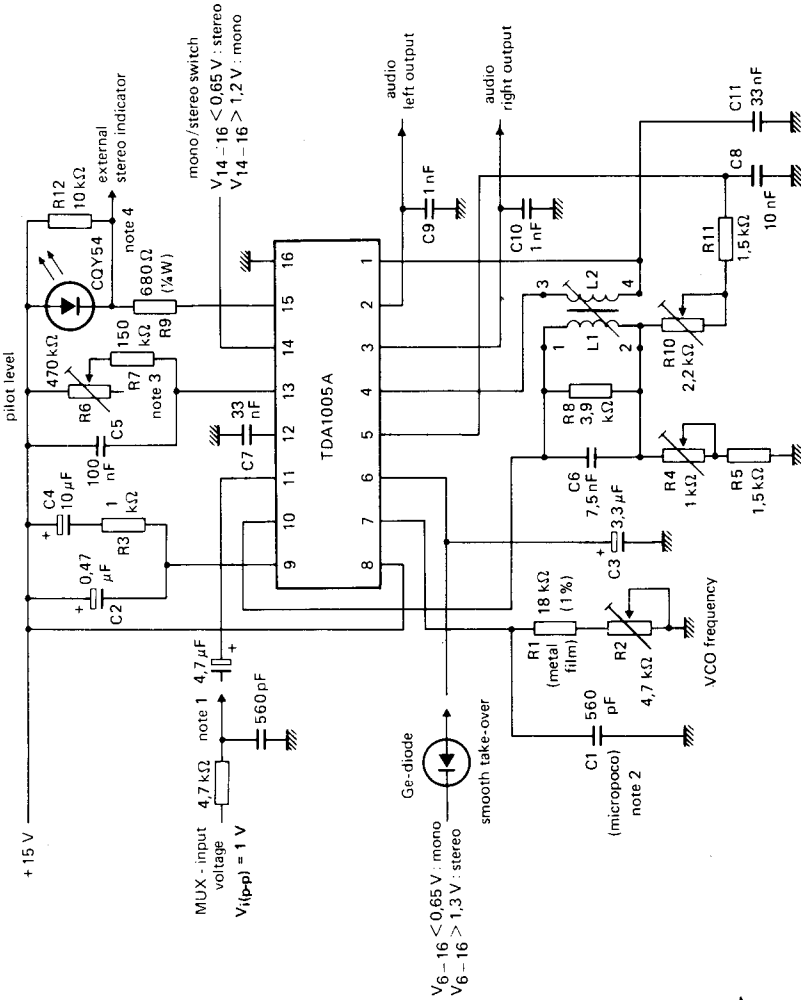 +15 V
pilot level
R12
10 kΩ
external
stereo indicator
CQY54
note 4
680 Ω
(¼W)
R9
470 kΩ
R6
150
kΩ
R7
note 3
C5
100
nF
C4
10 µF
+
1
kΩ
R3
+
0,47
µF
C2
33
nF
C7
mono/stereo switch
V14–16 < 0,65 V : stereo
V14–16 > 1,2 V : mono
MUX - input
voltage
Vi(p-p) = 1 V
4,7 kΩ
note 1
560 pF
4,7 µF
+
9
10
11
12
13
14
15
16
TDA1005A
8
7
6
5
4
3
2
1
audio
left output
C9
1 nF
audio
right output
C10
1 nF
3
L2
4
1
L1
2
R8
3,9
kΩ
C6
7,5 nF
R10
2,2 kΩ
R11
1,5 kΩ
C8
10 nF
C11
33 nF
R4
1 kΩ
R5
1,5 kΩ
+
3,3 µF
C3
R1
(metal
film)
18 kΩ
(1%)
R2
4,7 kΩ
VCO frequency
C1
560
pF
(micropoco)
note 2
Ge-diode
smooth take-over
V6–16 < 0,65 V : mono
V6–16 > 1,3 V : stereo